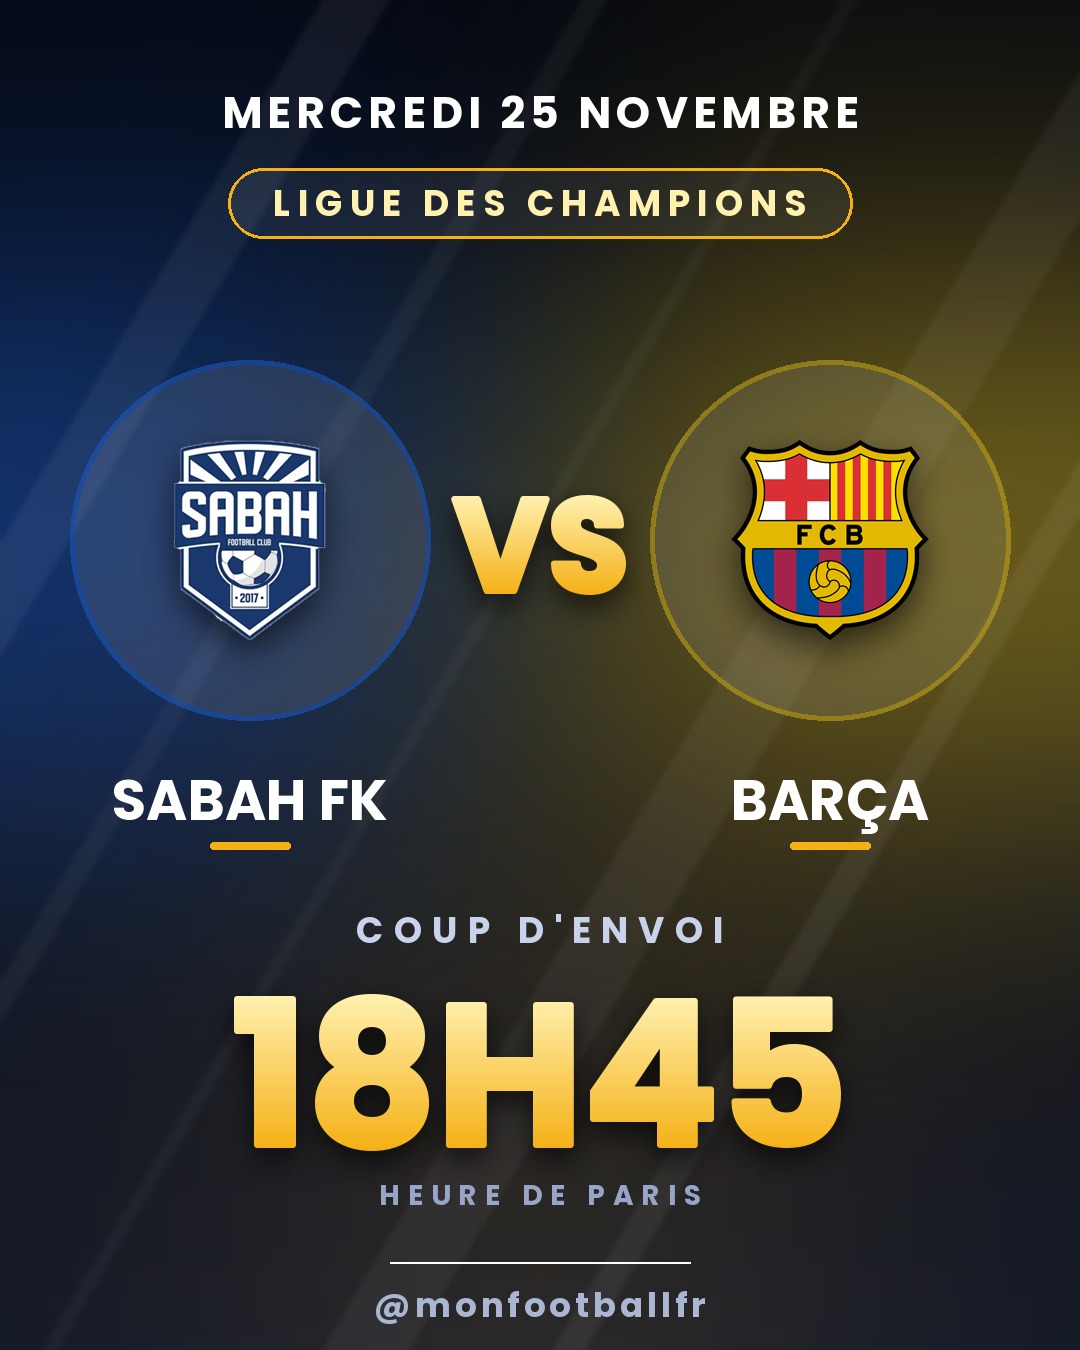 MERCREDI 25 NOVEMBRE
LIGUE DES CHAMPIONS
SABAH
FOOTBALL CLUB
• 2017 •
VS
FCB
SABAH FK
BARÇA
COUP D'ENVOI
18H45
HEURE DE PARIS
@monfootballfr